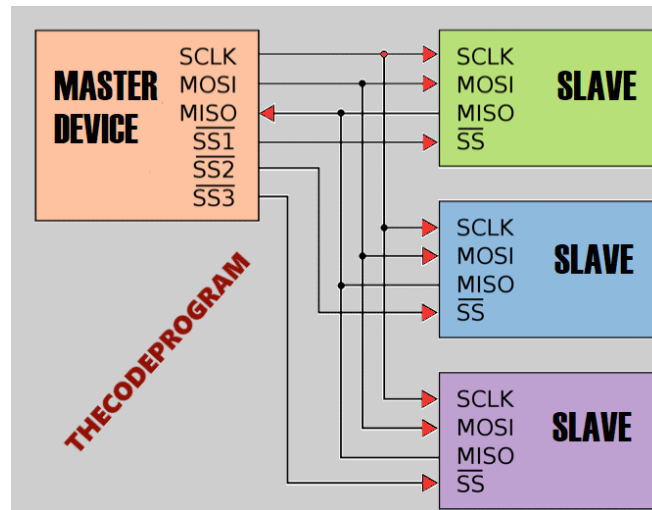 MASTER
DEVICE
SCLK
MOSI
MISO
SS1
SS2
SS3
SCLK
MOSI
MISO
SS
SLAVE
SCLK
MOSI
MISO
SS
SLAVE
SCLK
MOSI
MISO
SS
SLAVE
THECODEPROGRAM